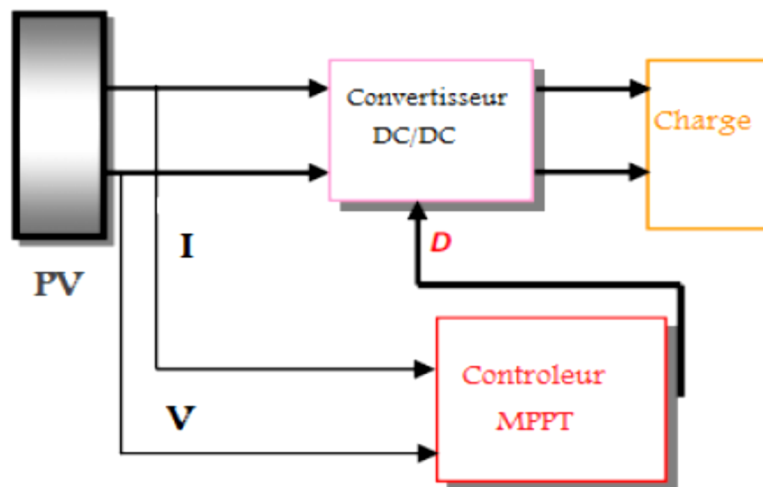 Convertisseur
DC/DC
Charge
D
I
PV
Controleur
MPPT
V